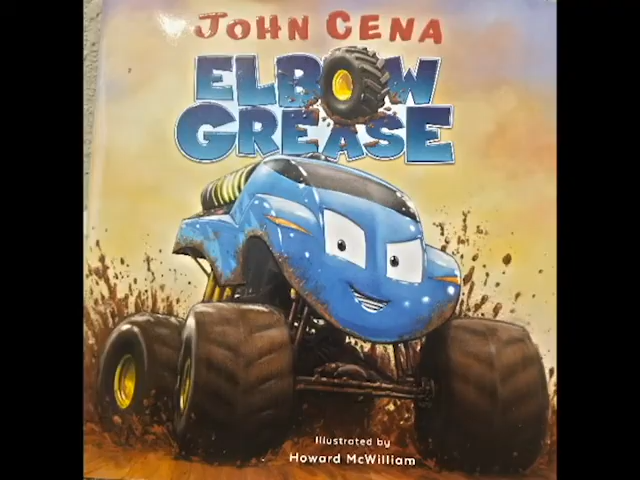 JOHN CENA
ELBOW
GREASE
Illustrated by
Howard McWilliam